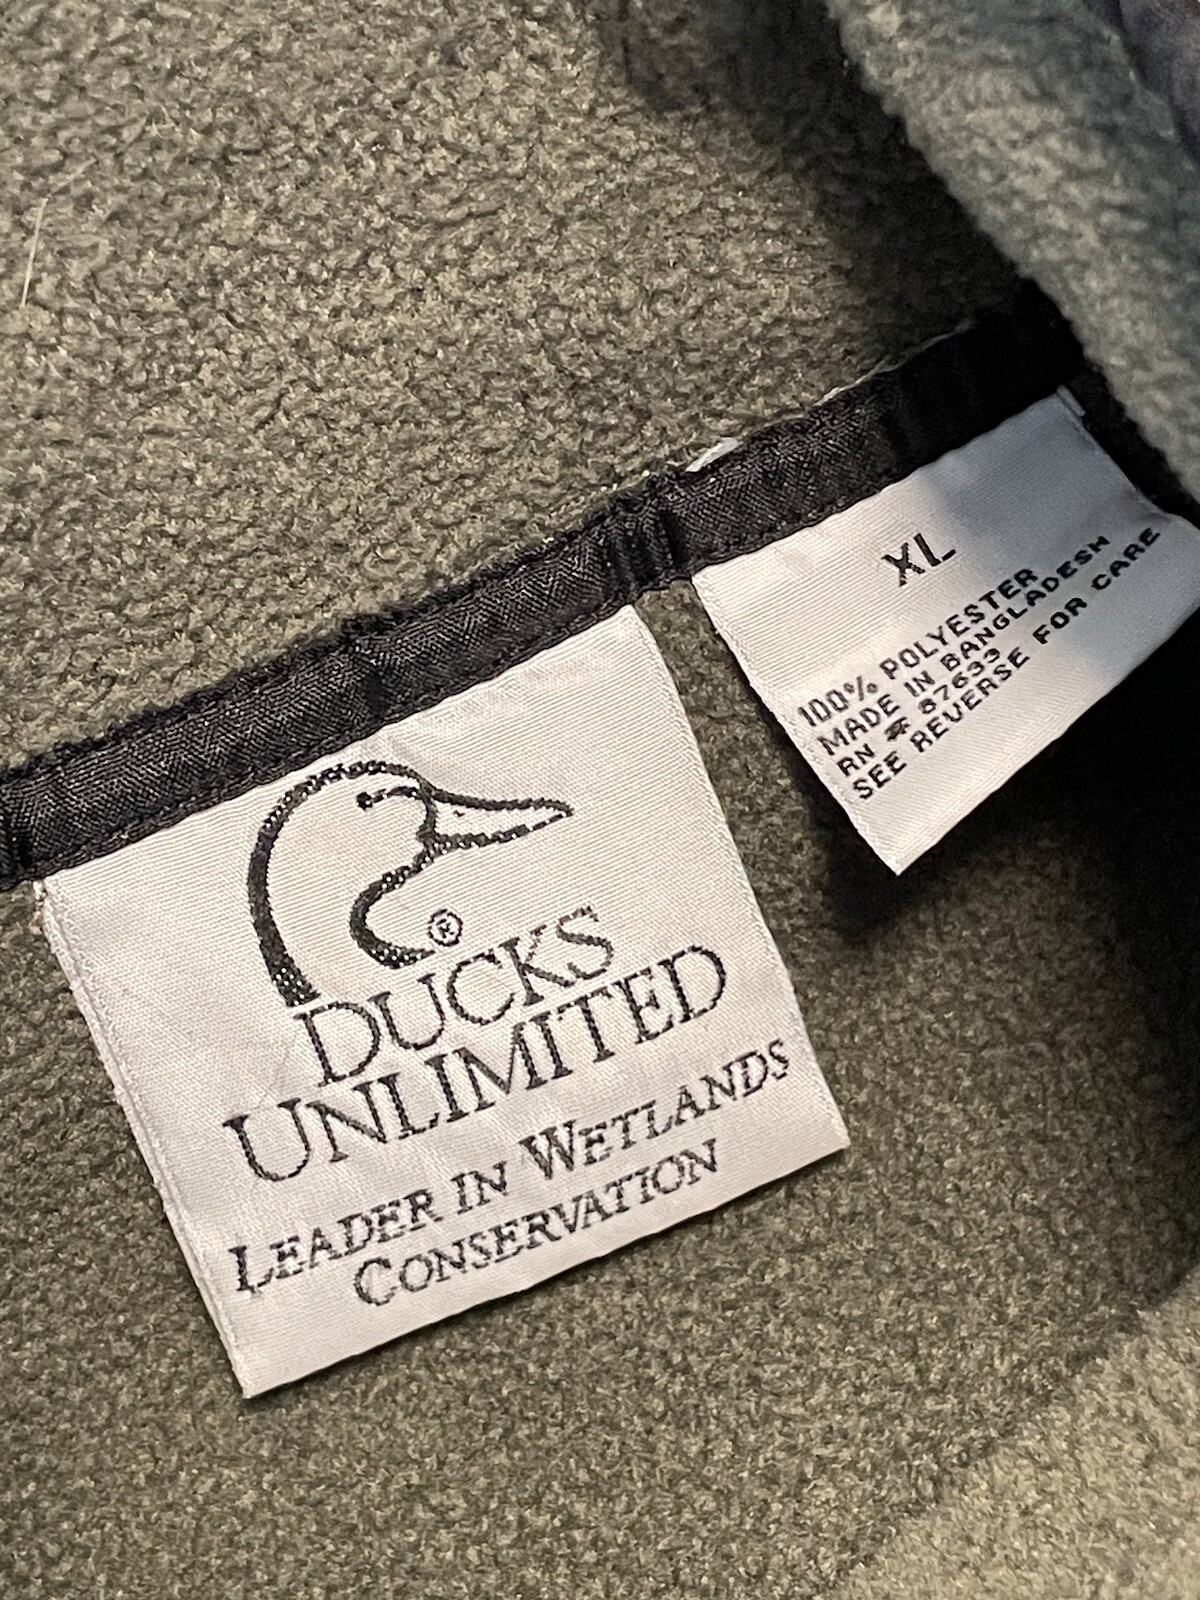 ®
DUCKS
UNLIMITED
LEADER IN WETLANDS
CONSERVATION
XL
100% POLYESTER
MADE IN BANGLADESH
RN # 87633
SEE REVERSE FOR CARE